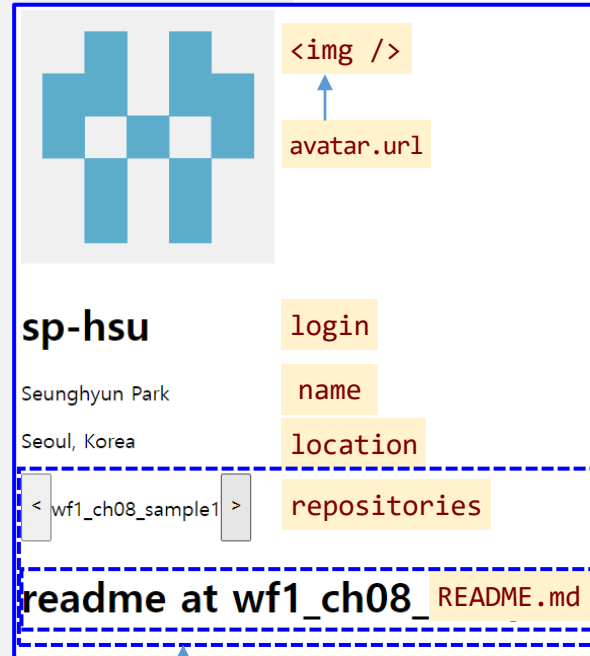 <img />
avatar.url
sp-hsu
login
Seunghyun Park
name
Seoul, Korea
location
< wf1_ch08_sample1 >
repositories
readme at wf1_ch08_
README.md